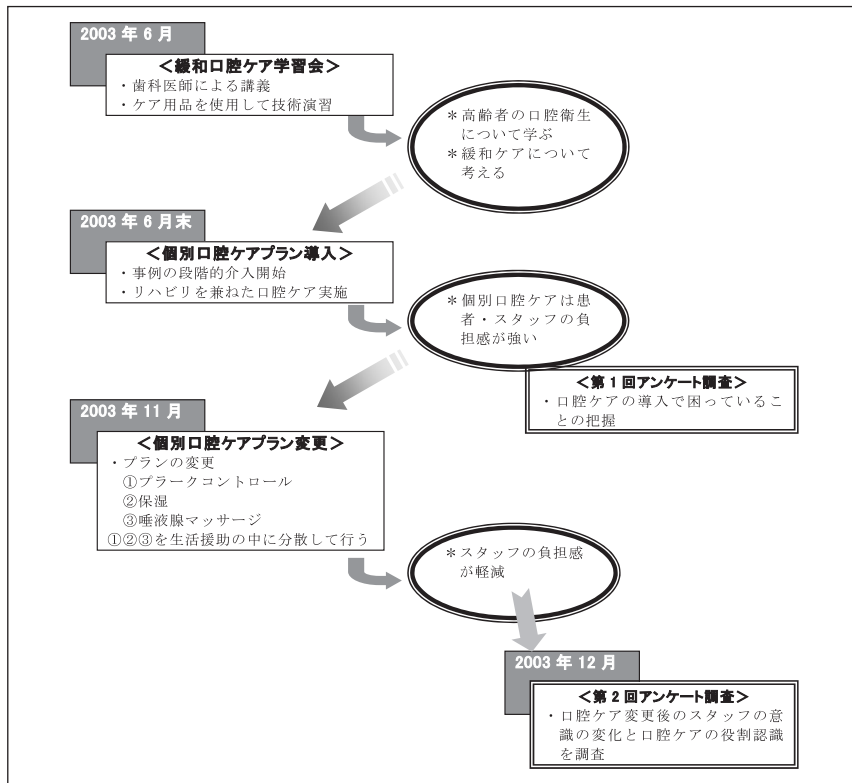 2003 年 6 月
＜緩和口腔ケア学習会＞
・歯科医師による講義
・ケア用品を使用して技術演習
＊高齢者の口腔衛生
について学ぶ
＊緩和ケアについて
考える
2003 年 6 月末
＜個別口腔ケアプラン導入＞
・事例の段階的介入開始
・リハビリを兼ねた口腔ケア実施
＊個別口腔ケアは患
者・スタッフの負
担感が強い
＜第 1 回アンケート調査＞
・口腔ケアの導入で困っているこ
との把握
2003 年 11 月
＜個別口腔ケアプラン変更＞
・プランの変更
①プラークコントロール
②保湿
③唾液腺マッサージ
①②③を生活援助の中に分散して行う
＊スタッフの負担感
が軽減
2003 年 12 月
＜第 2 回アンケート調査＞
・口腔ケア変更後のスタッフの意
識の変化と口腔ケアの役割認識
を調査